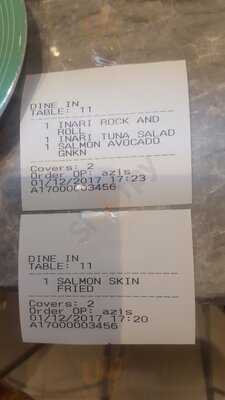 DINE IN
TABLE: 11
1 INARI ROCK AND
ROLL
1 INARI TUNA SALAD
1 SALMON AVOCADO
GNKN
Covers: 2
Order OP: azis
01/12/2017 17:23
A17000003456
DINE IN
TABLE: 11
1 SALMON SKIN
FRIED
Covers: 2
Order OP: azis
01/12/2017 17:20
A17000003456